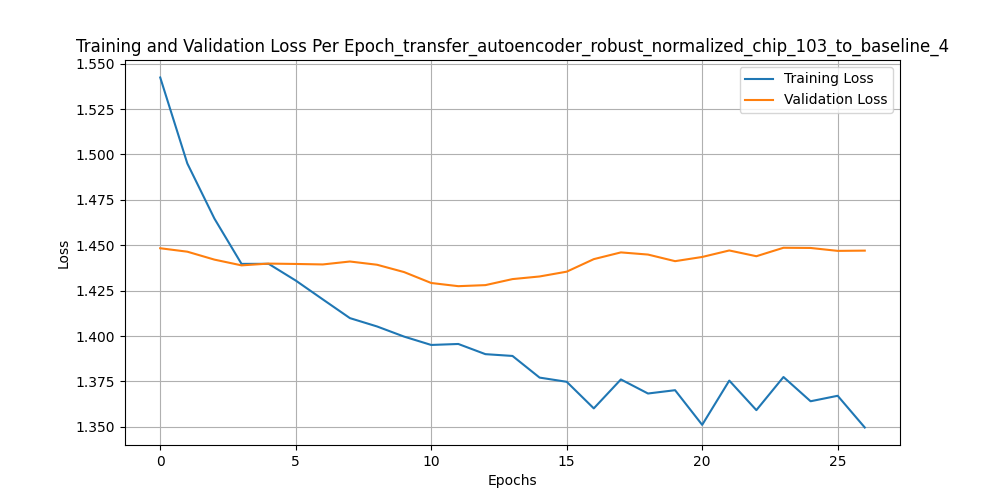 Training and Validation Loss Per Epoch_transfer_autoencoder_robust_normalized_chip_103_to_baseline_4
Training Loss
Validation Loss
1.550
1.525
1.500
1.475
1.450
1.425
1.400
1.375
1.350
Loss
0 5 10 15 20 25
Epochs